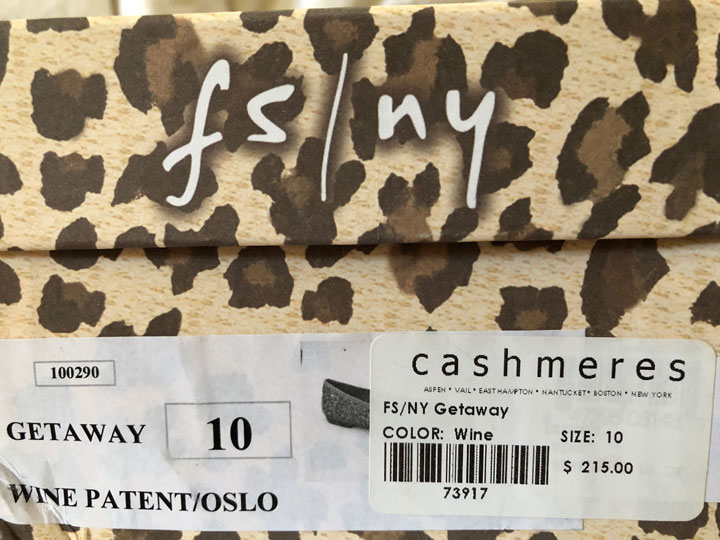 fs/ny
100290
GETAWAY 10
WINE PATENT/OSLO
cashmeres
ASPEN • VAIL • EAST HAMPTON • NANTUCKET • BOSTON • NEW YORK
FS/NY Getaway
COLOR: Wine SIZE: 10
$ 215.00
73917